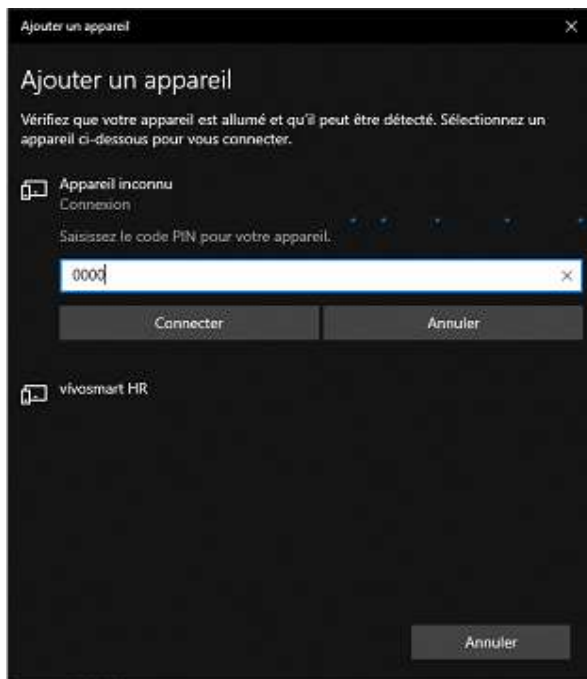 Ajouter un appareil
Ajouter un appareil
Vérifiez que votre appareil est allumé et qu'il peut être détecté. Sélectionnez un
appareil ci-dessous pour vous connecter.
Appareil inconnu
Connexion
Saisissez le code PIN pour votre appareil.
0000
Connecter
Annuler
vívosmart HR
Annuler